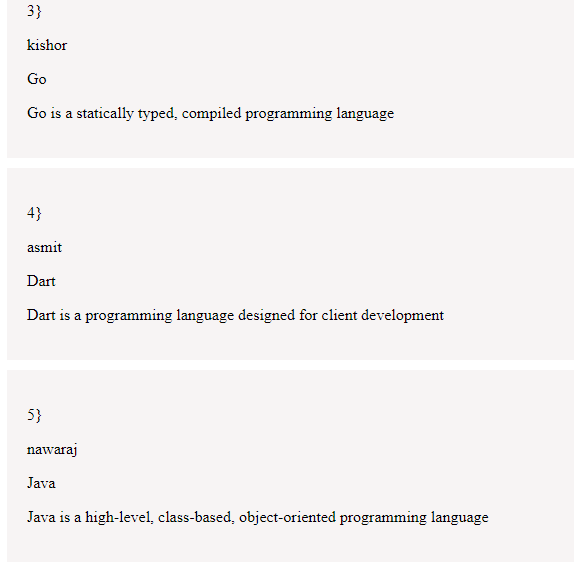 3}
kishor
Go
Go is a statically typed, compiled programming language
4}
asmit
Dart
Dart is a programming language designed for client development
5}
nawaraj
Java
Java is a high-level, class-based, object-oriented programming language